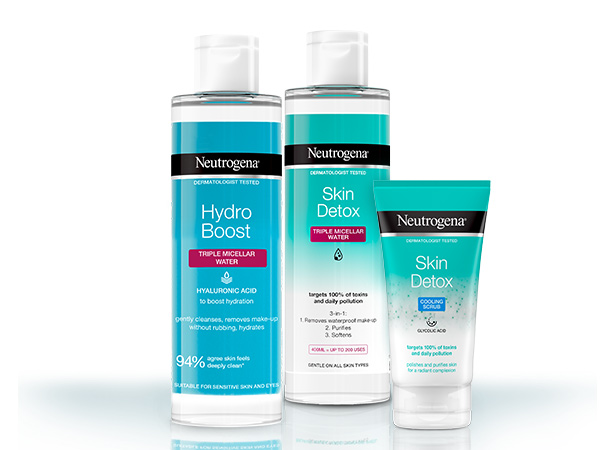 Neutrogena®
DERMATOLOGIST TESTED
Hydro
Boost
TRIPLE MICELLAR
WATER
HYALURONIC ACID
to boost hydration
gently cleanses, removes make-up
without rubbing, hydrates
94% agree skin feels
deeply clean*
SUITABLE FOR SENSITIVE SKIN AND EYES
Neutrogena®
DERMATOLOGIST TESTED
Skin
Detox
TRIPLE MICELLAR
WATER
targets 100% of toxins
and daily pollution
3-in-1:
1. Removes waterproof make-up
2. Purifies
3. Softens
400ML = UP TO 200 USES
GENTLE ON ALL SKIN TYPES
Neutrogena®
DERMATOLOGIST TESTED
Skin
Detox
COOLING
SCRUB
GLYCOLIC ACID
targets 100% of toxins
and daily pollution
polishes and purifies skin
for a radiant complexion